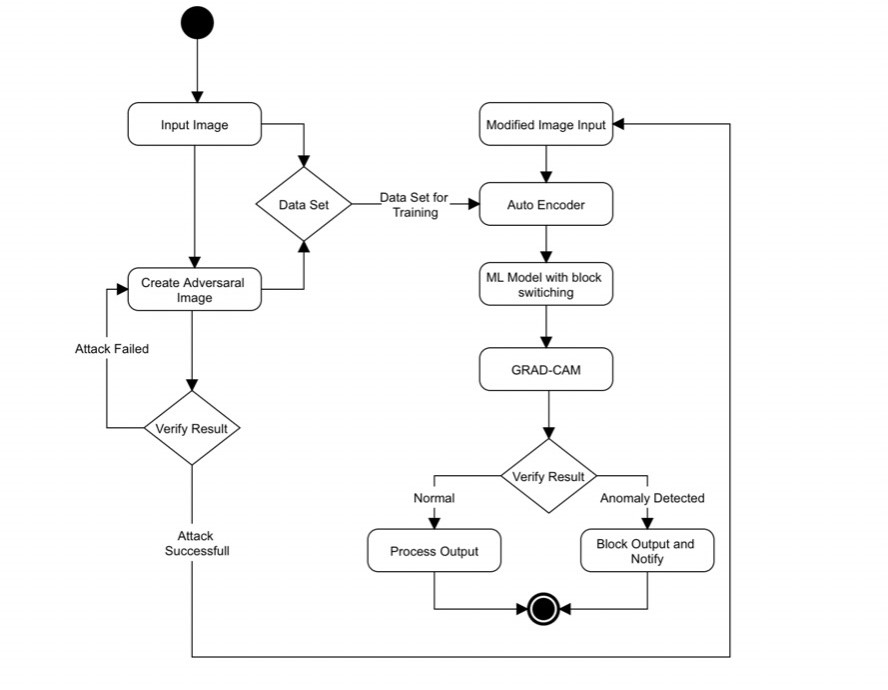 Input Image
Modified Image Input
Data Set
Data Set for
Training
Auto Encoder
Create Adversaral
Image
ML Model with block
switiching
Attack Failed
GRAD-CAM
Verify Result
Verify Result
Normal
Anomaly Detected
Attack
Successfull
Process Output
Block Output and
Notify